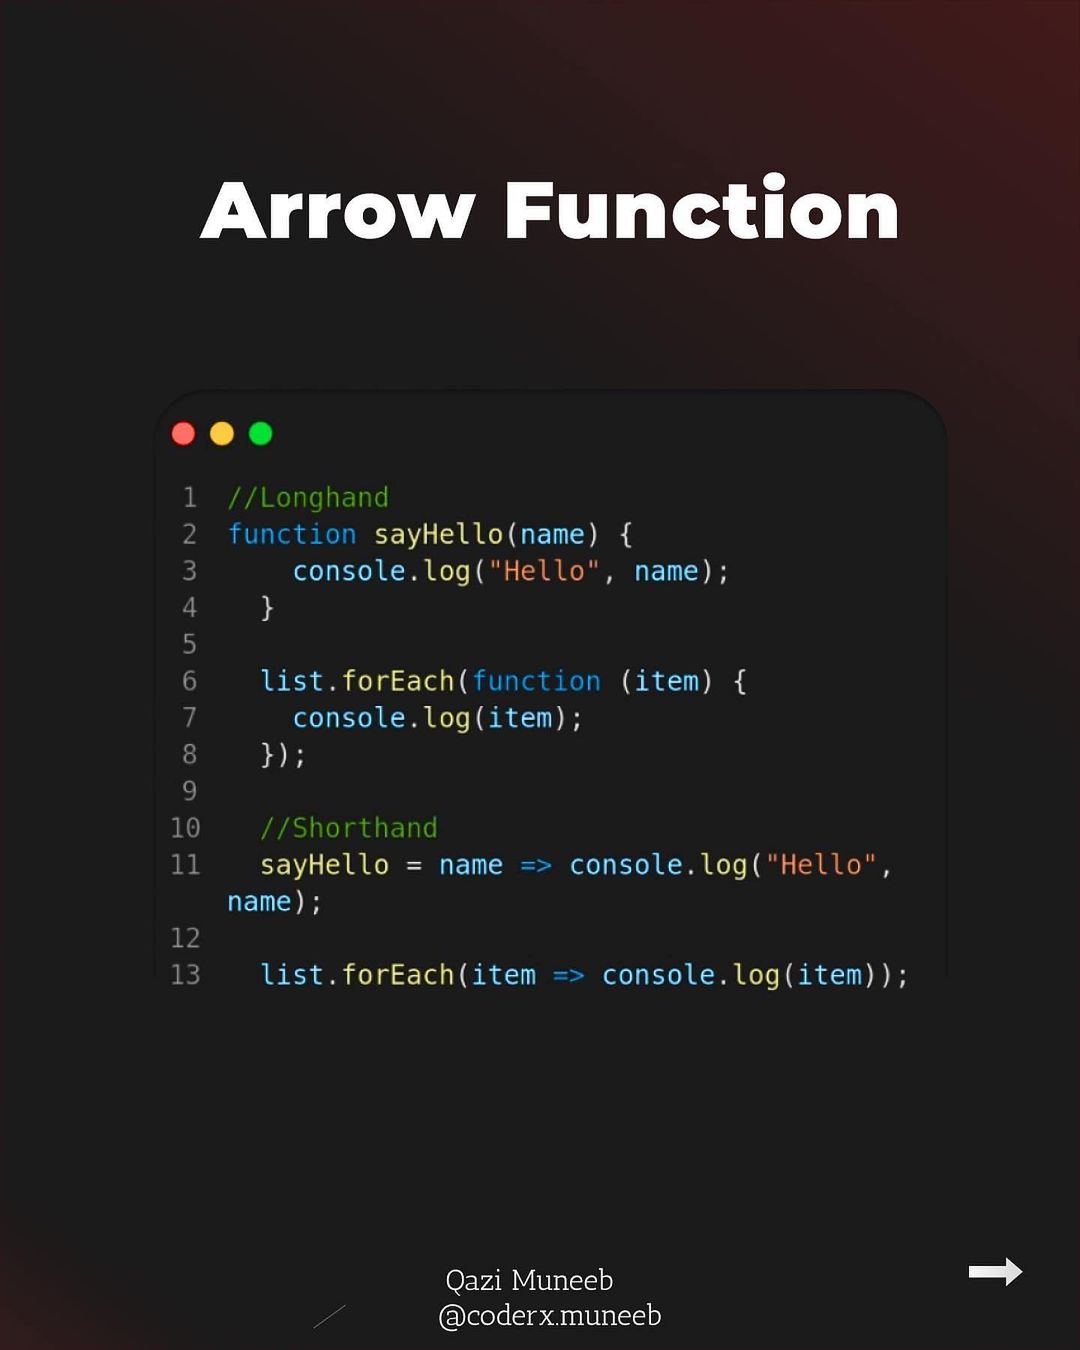 Arrow Function
1 //Longhand
2 function sayHello(name) {
3 console.log("Hello", name);
4 }
5
6 list.forEach(function (item) {
7 console.log(item);
8 });
9
10 //Shorthand
11 sayHello = name => console.log("Hello",
name);
12
13 list.forEach(item => console.log(item));
Qazi Muneeb
@coderx.muneeb